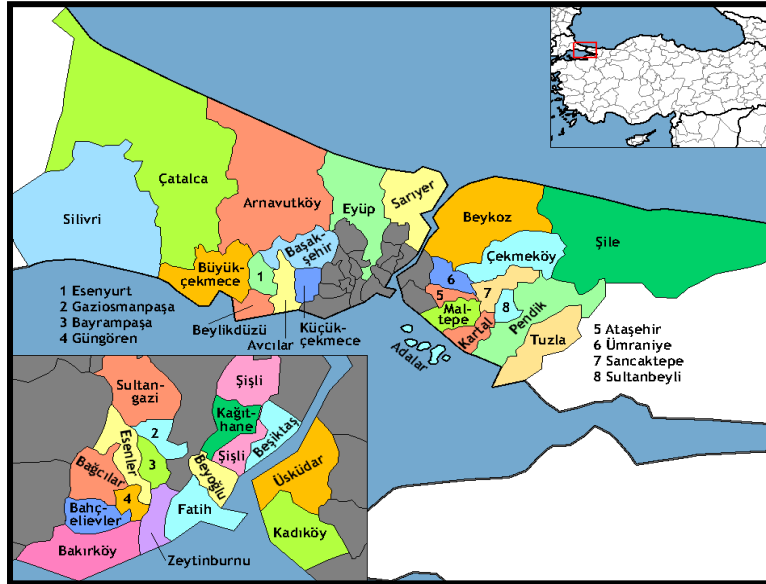 Silivri
Çatalca
Arnavutköy
Eyüp
Sarıyer
Beykoz
Şile
Büyük-
çekmece
Başak-
şehir
1
Beylikdüzü
Avcılar
Küçük-
çekmece
Çekmeköy
6
5
7
8
Mal-
tepe
Kartal
Pendik
Tuzla
Adalar
1 Esenyurt
2 Gaziosmanpaşa
3 Bayrampaşa
4 Güngören
5 Ataşehir
6 Ümraniye
7 Sancaktepe
8 Sultanbeyli
Sultan-
gazi
Şişli
Kağıt-
hane
Esenler
2
3
Şişli
Beşiktaş
Bağcılar
4
Beyoğlu
Üsküdar
Bahç-
elievler
Fatih
Kadıköy
Bakırköy
Zeytinburnu